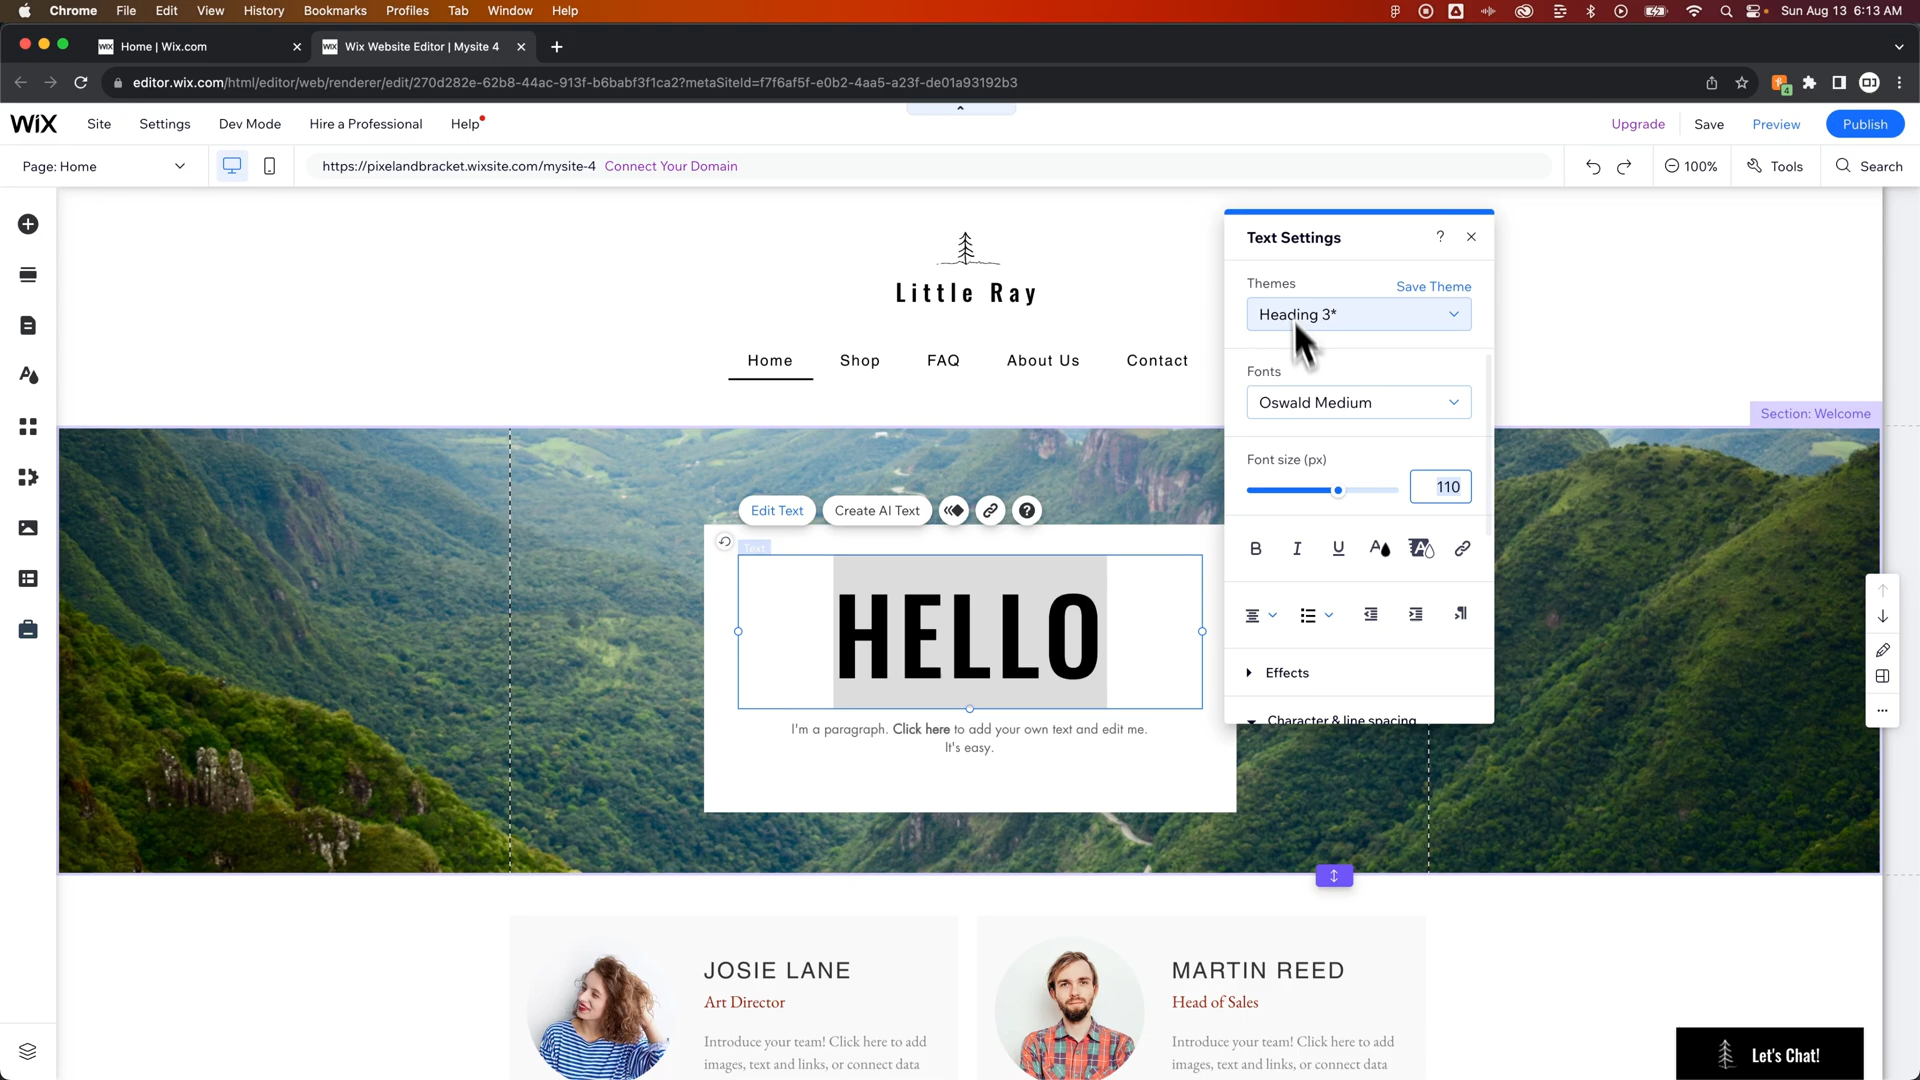 Chrome File Edit View History Bookmarks Profiles Tab Window Help Sun Aug 13 6:13 AM
WIX Home | Wix.com WIX Wix Website Editor | Mysite 4
editor.wix.com/html/editor/web/renderer/edit/270d282e-62b8-44ac-913f-b6babf3f1ca2?metaSiteId=f7f6af5f-e0b2-4aa5-a23f-de01a93192b3 4
WiX Site Settings Dev Mode Hire a Professional Help Upgrade Save Preview Publish
Page: Home https://pixelandbracket.wixsite.com/mysite-4 Connect Your Domain 100% Tools Search
Little Ray
Home Shop FAQ About Us Contact
Text Settings ?
Themes Save Theme
Heading 3*
Fonts
Oswald Medium
Section: Welcome
Font size (px)
110
Edit Text Create AI Text
B I U A A
Text
HELLO
Effects
Character & line spacing
I'm a paragraph. Click here to add your own text and edit me.
It's easy.
JOSIE LANE
Art Director
Introduce your team! Click here to add
images, text and links, or connect data
MARTIN REED
Head of Sales
Introduce your team! Click here to add
images, text and links, or connect data
Let's Chat!